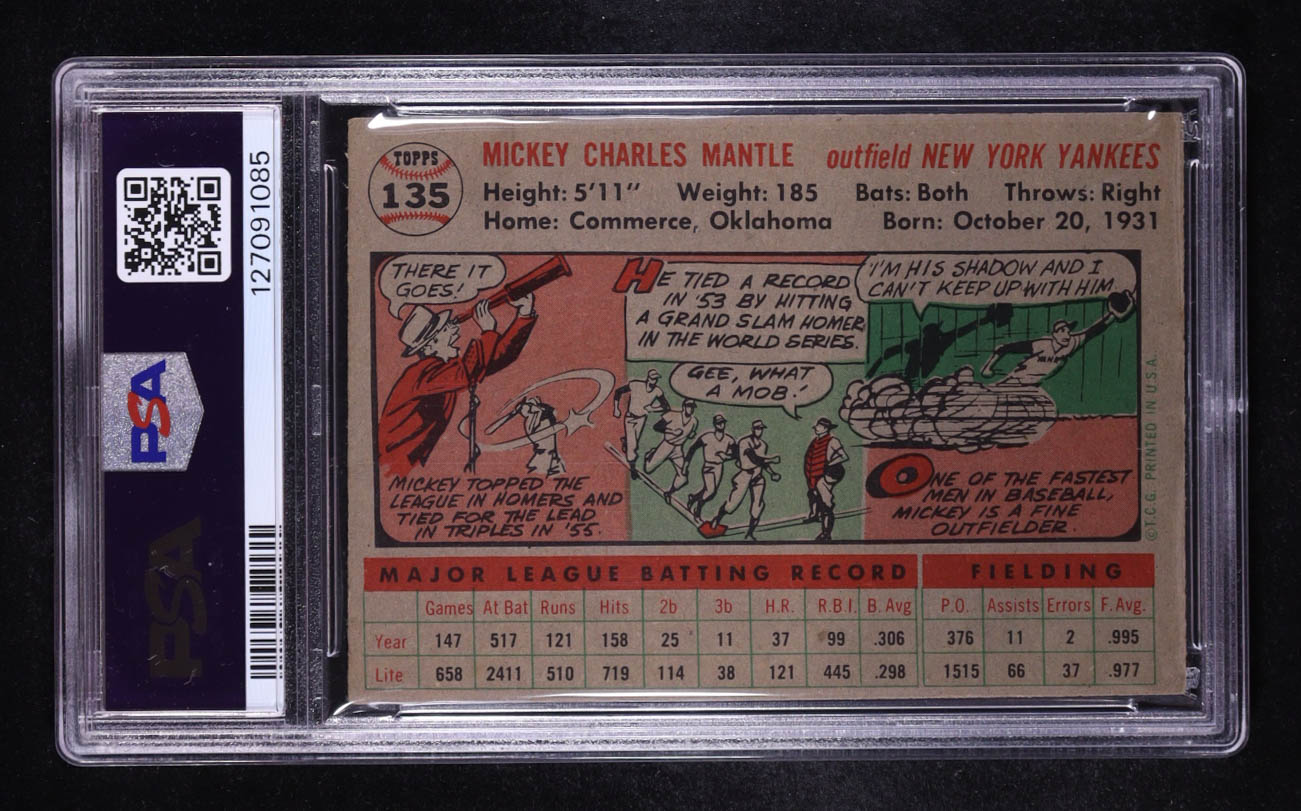 127091085
PSA
PSA
TOPPS
135
MICKEY CHARLES MANTLE outfield NEW YORK YANKEES
Height: 5'11" Weight: 185 Bats: Both Throws: Right
Home: Commerce, Oklahoma Born: October 20, 1931
THERE IT
GOES!
MICKEY TOPPED THE
LEAGUE IN HOMERS AND
TIED FOR THE LEAD
IN TRIPLES IN '55.
HE TIED A RECORD
IN '53 BY HITTING
A GRAND SLAM HOMER
IN THE WORLD SERIES.
GEE, WHAT
A MOB!
I'M HIS SHADOW AND I
CAN'T KEEP UP WITH HIM
ONE OF THE FASTEST
MEN IN BASEBALL,
MICKEY IS A FINE
OUTFIELDER.
© T.C.G. PRINTED IN U.S.A.
MAJOR LEAGUE BATTING RECORD FIELDING
Games At Bat Runs Hits 2b 3b H.R. R.B.I. B. Avg P.O. Assists Errors F. Avg.
Year 147 517 121 158 25 11 37 99 .306 376 11 2 .995
Life 658 2411 510 719 114 38 121 445 .298 1515 66 37 .977